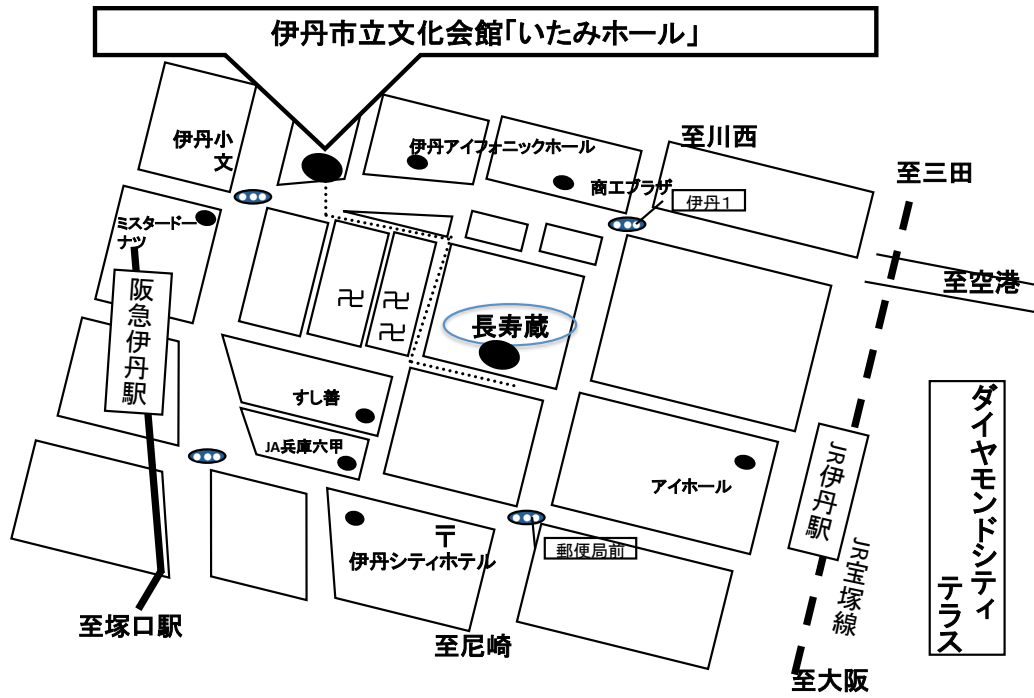 伊丹市立文化会館｢いたみホール｣
伊丹小
文
伊丹アイフォニックホール
至川西
商工プラザ
伊丹1
至三田
ミスタードー
ナツ
至空港
阪急伊丹駅
卍
卍
卍
長寿蔵
すし善
JA兵庫六甲
アイホール
JR伊丹駅
ダイヤモンドシティ
テラス
〒
伊丹シティホテル
郵便局前
JR宝塚線
至塚口駅
至尼崎
至大阪